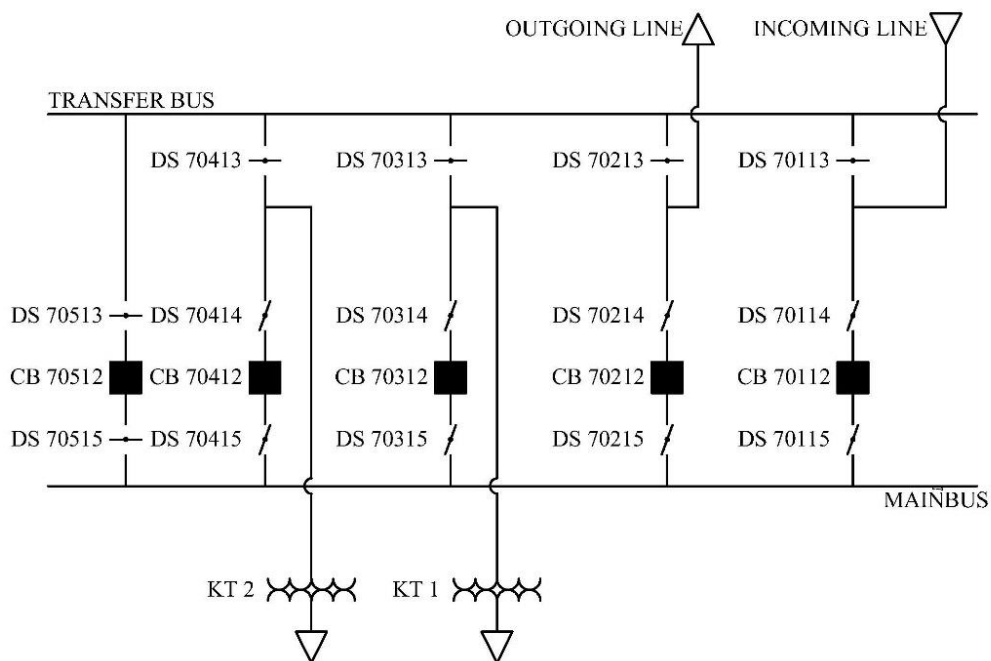 OUTGOING LINE INCOMING LINE
TRANSFER BUS
DS 70413 DS 70313 DS 70213 DS 70113
DS 70513 DS 70414 DS 70314 DS 70214 DS 70114
CB 70512 CB 70412 CB 70312 CB 70212 CB 70112
DS 70515 DS 70415 DS 70315 DS 70215 DS 70115
MAINBUS
KT 2 KT 1